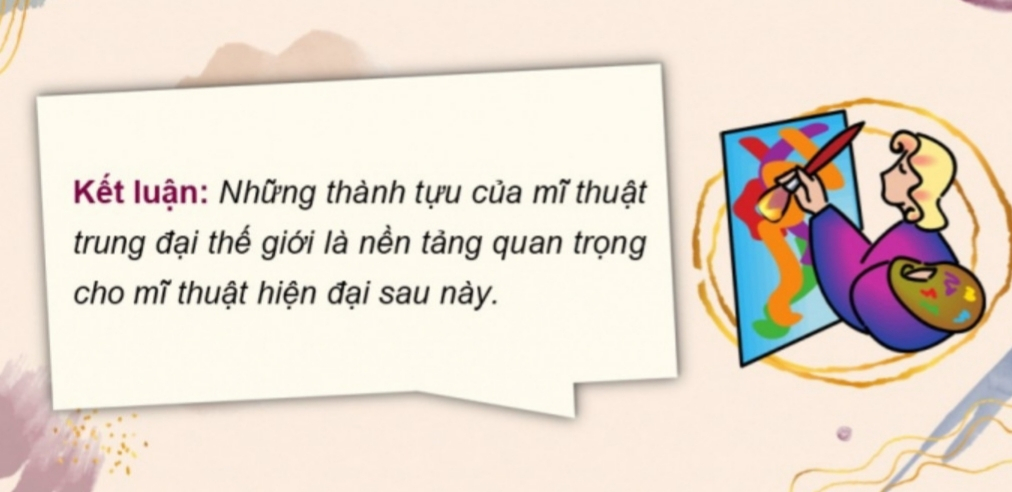 Kết luận: Những thành tựu của mĩ thuật
trung đại thế giới là nền tảng quan trọng
cho mĩ thuật hiện đại sau này.